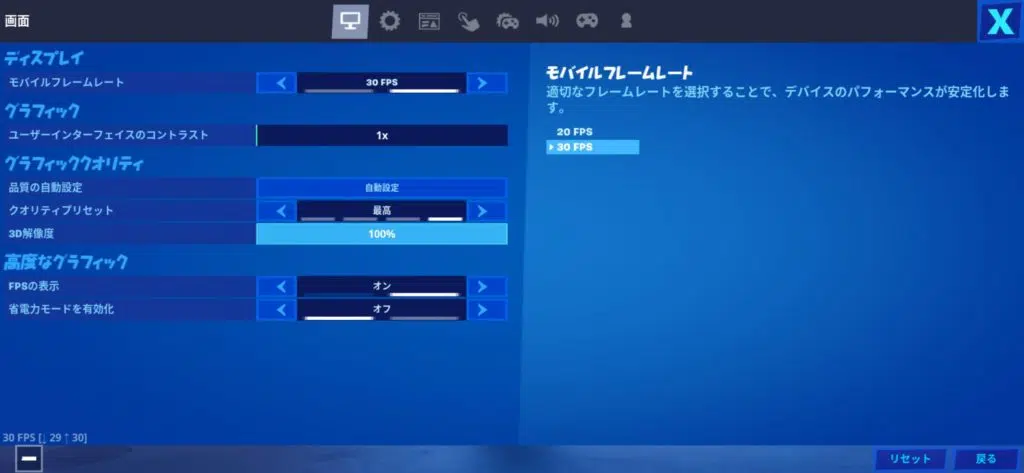 画面
X
ディスプレイ
モバイルフレームレート
30 FPS
グラフィック
ユーザーインターフェイスのコントラスト
1x
グラフィッククオリティ
品質の自動設定
自動設定
クオリティプリセット
最高
3D解像度
100%
高度なグラフィック
FPSの表示
オン
省電力モードを有効化
オフ
モバイルフレームレート
適切なフレームレートを選択することで、デバイスのパフォーマンスが安定化しま
す。
20 FPS
30 FPS
30 FPS [↓ 29 ↑ 30]
リセット
戻る